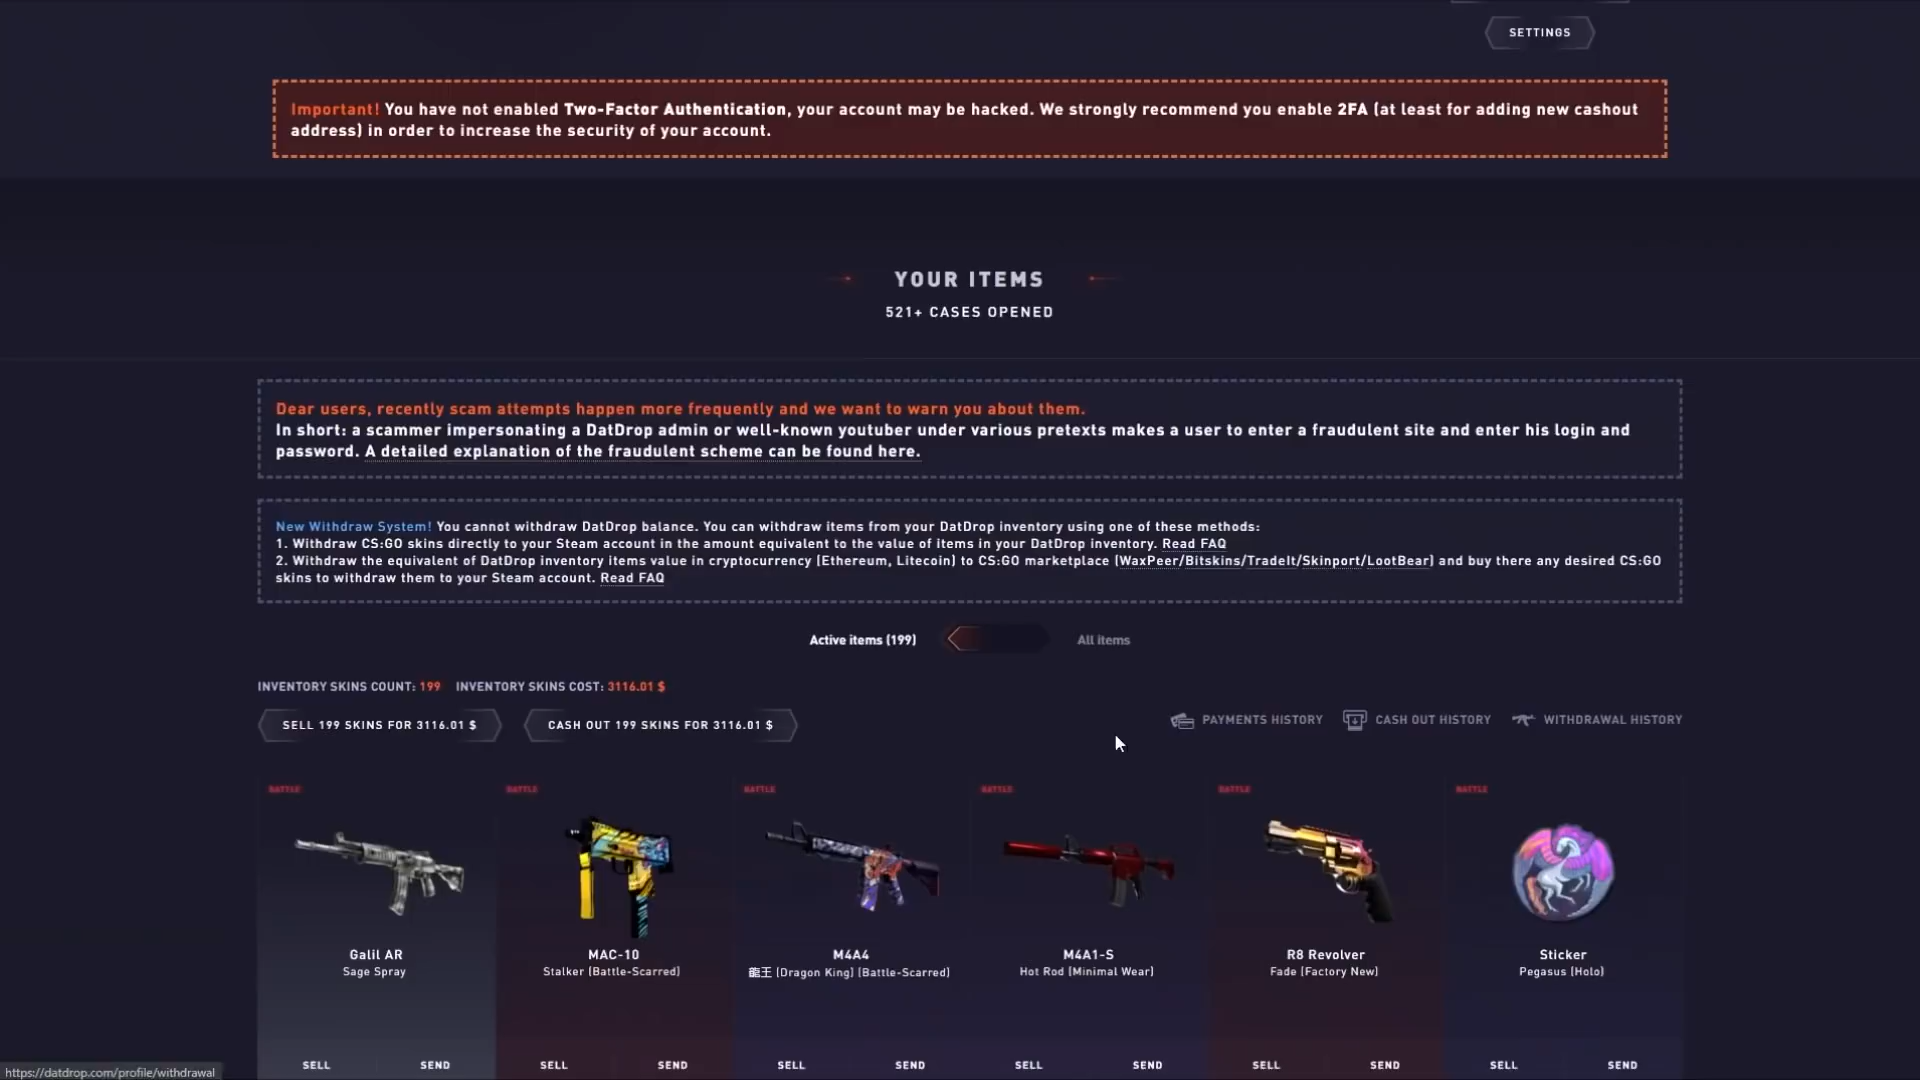 SETTINGS
Important! You have not enabled Two-Factor Authentication, your account may be hacked. We strongly recommend you enable 2FA (at least for adding new cashout
address) in order to increase the security of your account.
YOUR ITEMS
521+ CASES OPENED
Dear users, recently scam attempts happen more frequently and we want to warn you about them.
In short: a scammer impersonating a DatDrop admin or well-known youtuber under various pretexts makes a user to enter a fraudulent site and enter his login and
password. A detailed explanation of the fraudulent scheme can be found here.
New Withdraw System! You cannot withdraw DatDrop balance. You can withdraw items from your DatDrop inventory using one of these methods:
1. Withdraw CS:GO skins directly to your Steam account in the amount equivalent to the value of items in your DatDrop inventory. Read FAQ
2. Withdraw the equivalent of DatDrop inventory items value in cryptocurrency (Ethereum, Litecoin) to CS:GO marketplace (WaxPeer/Bitskins/TradeIt/Skinport/LootBear) and buy there any desired CS:GO
skins to withdraw them to your Steam account. Read FAQ
Active items (199) All items
INVENTORY SKINS COUNT: 199 INVENTORY SKINS COST: 3116.01 $
SELL 199 SKINS FOR 3116.01 $ CASH OUT 199 SKINS FOR 3116.01 $ PAYMENTS HISTORY CASH OUT HISTORY WITHDRAWAL HISTORY
BATTLE BATTLE BATTLE BATTLE BATTLE BATTLE
Galil AR MAC-10 M4A4 M4A1-S R8 Revolver Sticker
Sage Spray Stalker (Battle-Scarred) 龍王 (Dragon King) (Battle-Scarred) Hot Rod (Minimal Wear) Fade (Factory New) Pegasus (Holo)
SELL SEND SELL SEND SELL SEND SELL SEND SELL SEND SELL SEND
https://datdrop.com/profile/withdrawal